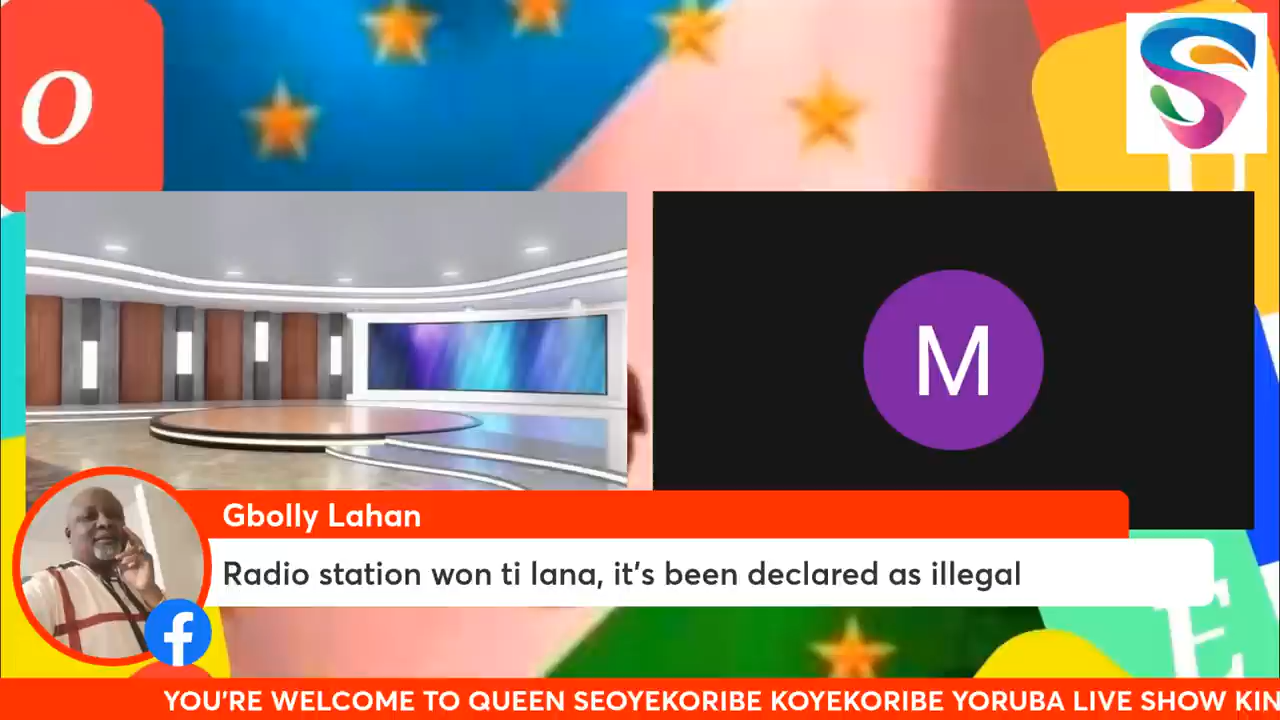 O
M
Gbolly Lahan
Radio station won ti lana, it's been declared as illegal
E
YOU'RE WELCOME TO QUEEN SEOYEKORIBE KOYEKORIBE YORUBA LIVE SHOW KIN